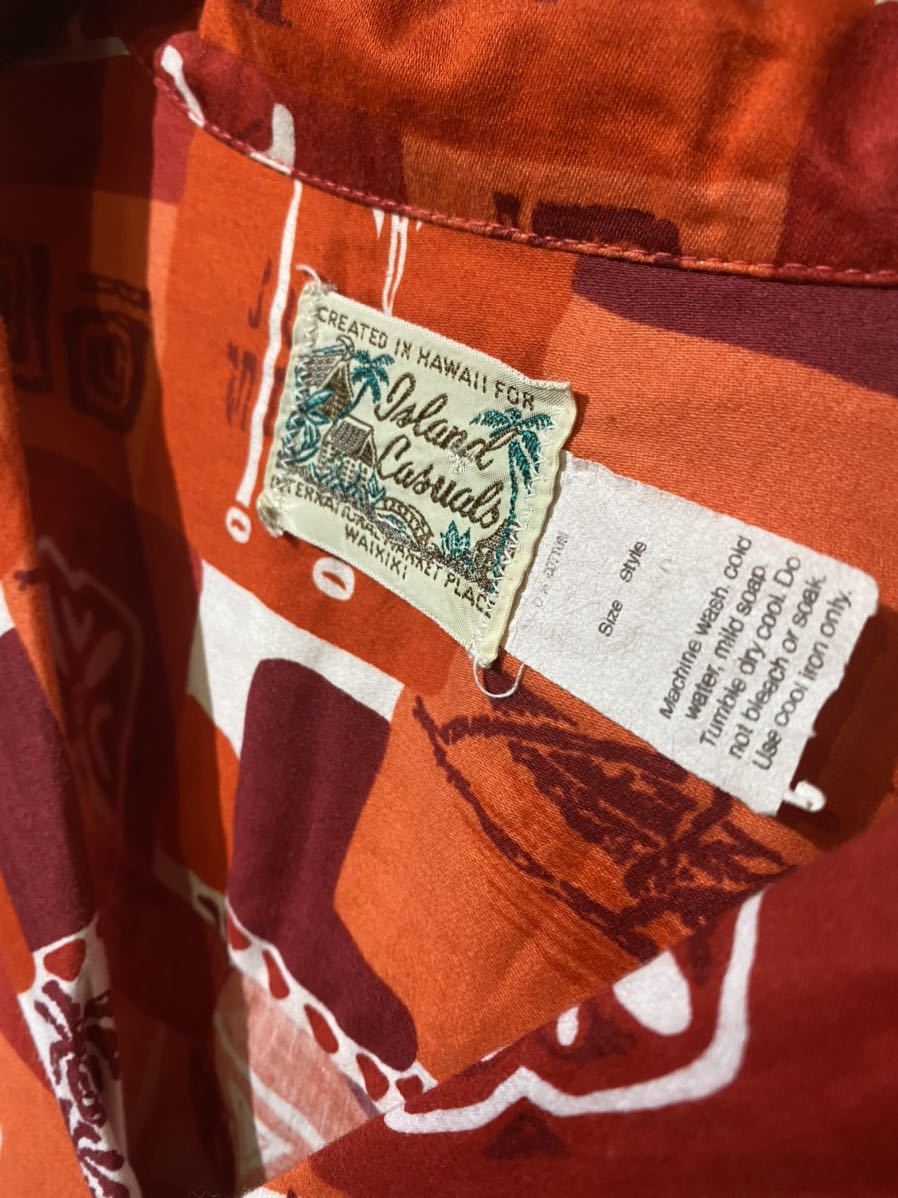 CREATED IN HAWAII FOR
Island
Casuals
INTERNATIONAL MARKET PLACE
WAIKIKI
COTTON
Size Style
Machine wash, cold
water, mild soap.
Tumble dry cool. Do
not bleach or soak.
Use cool iron only.